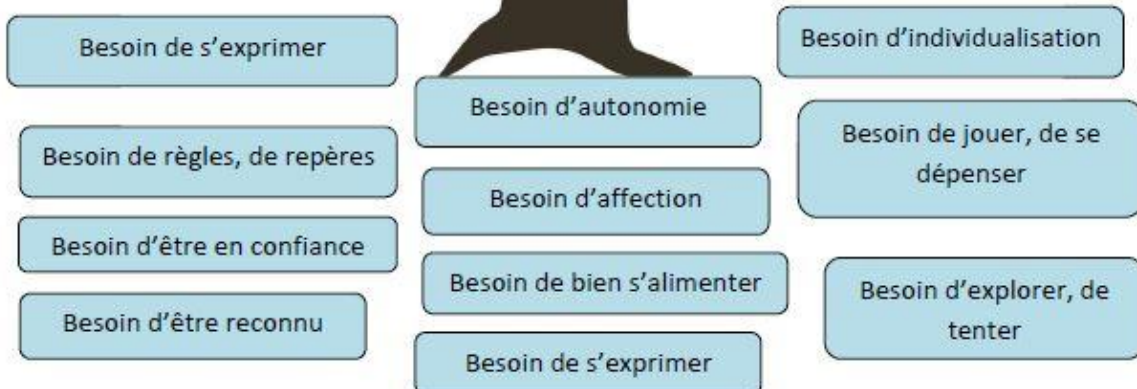 Besoin de s’exprimer
Besoin de règles, de repères
Besoin d’être en confiance
Besoin d’être reconnu
Besoin d’autonomie
Besoin d’affection
Besoin de bien s’alimenter
Besoin de s’exprimer
Besoin d’individualisation
Besoin de jouer, de se
dépenser
Besoin d’explorer, de
tenter